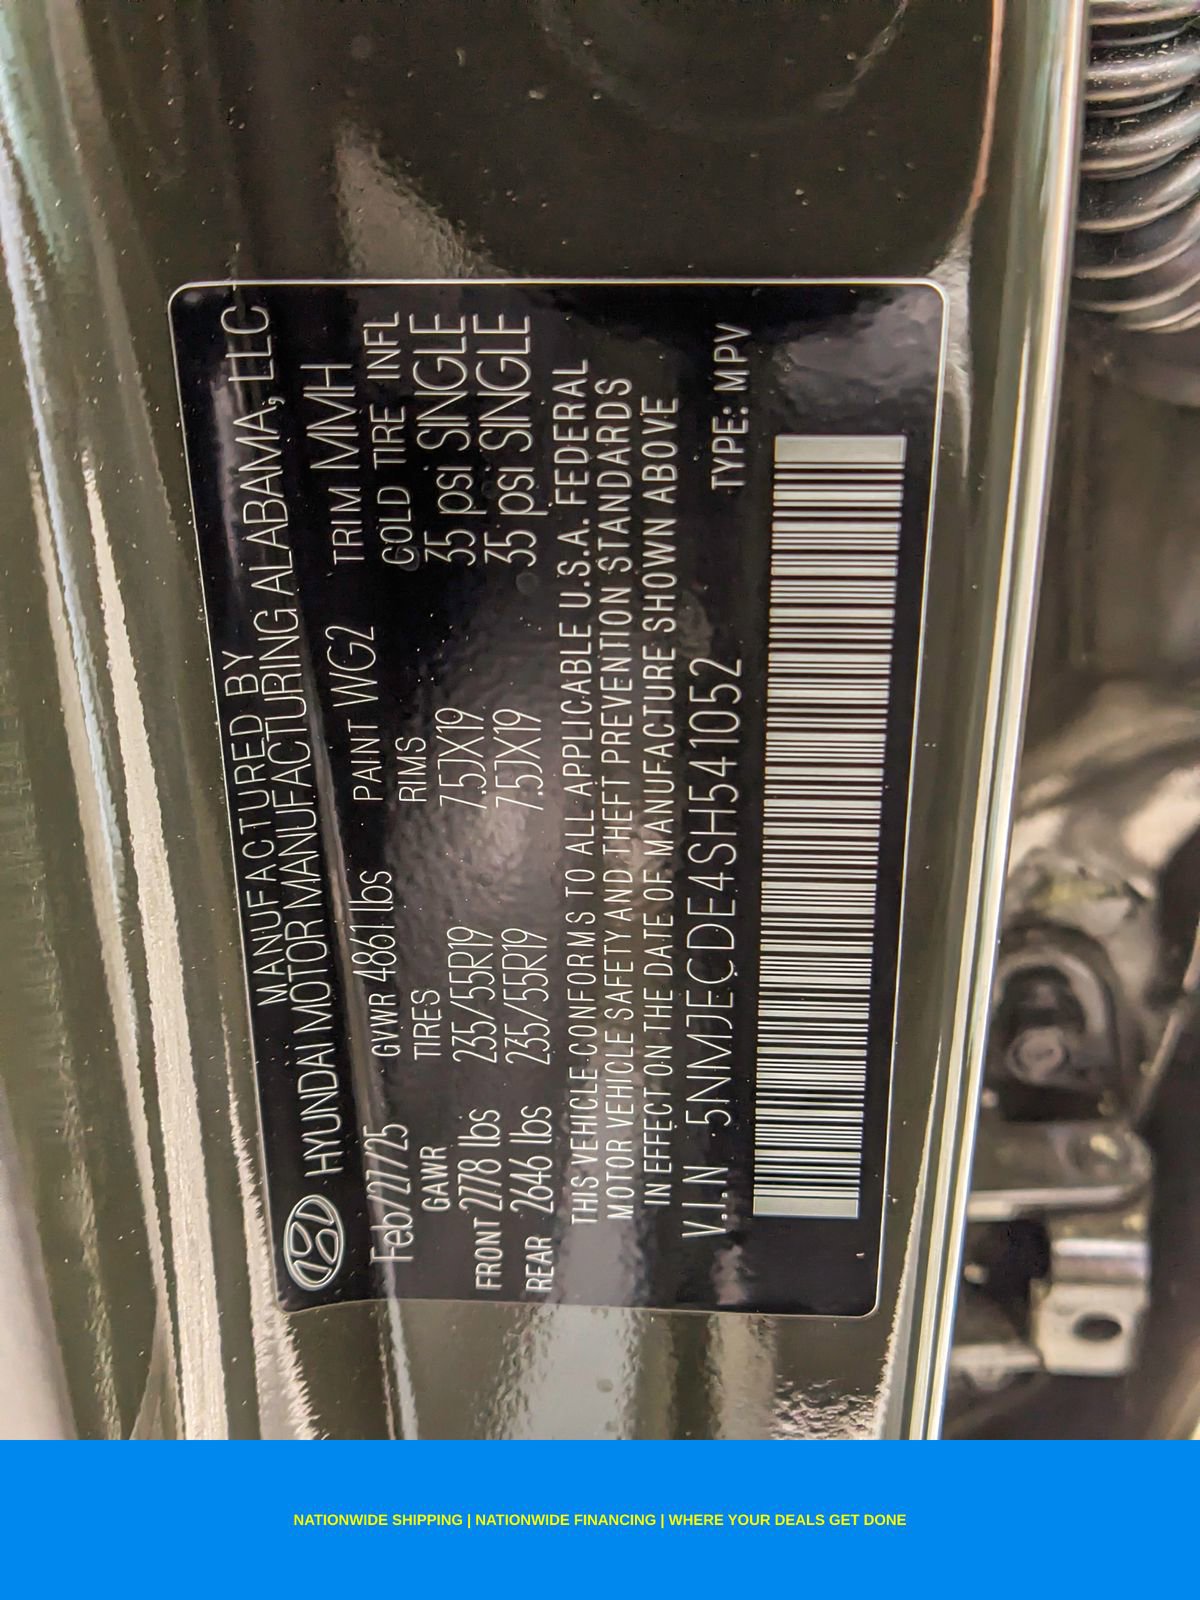 MANUFACTURED BY
HYUNDAI MOTOR MANUFACTURING ALABAMA, LLC
Feb/27/25 GVWR 4861 lbs PAINT WG2 TRIM MMH
GAWR TIRES RIMS COLD TIRE INFL
FRONT 2778 lbs 235/55R19 7.5JX19 35 psi SINGLE
REAR 2646 lbs 235/55R19 7.5JX19 35 psi SINGLE
THIS VEHICLE CONFORMS TO ALL APPLICABLE U.S.A. FEDERAL
MOTOR VEHICLE SAFETY AND THEFT PREVENTION STANDARDS
IN EFFECT ON THE DATE OF MANUFACTURE SHOWN ABOVE
V.I.N 5NMJECDE4SH541052 TYPE: MPV
NATIONWIDE SHIPPING | NATIONWIDE FINANCING | WHERE YOUR DEALS GET DONE